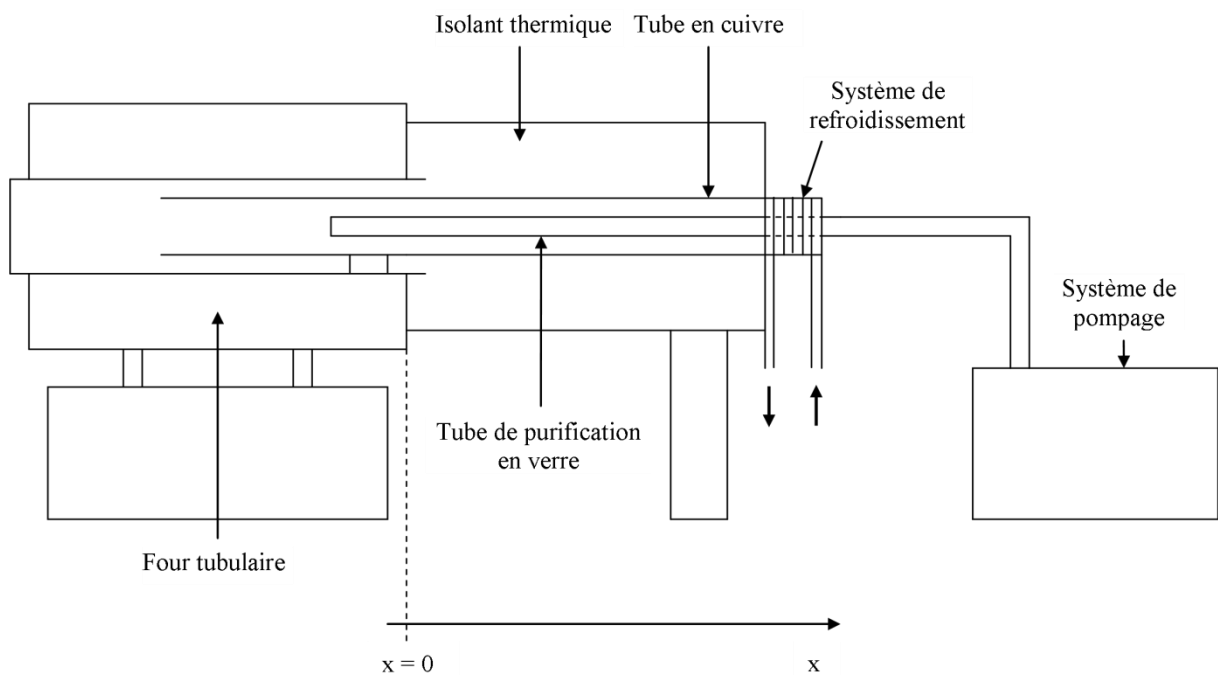 Isolant thermique
Tube en cuivre
Système de
refroidissement
Système de
pompage
Tube de purification
en verre
Four tubulaire
x = 0
x